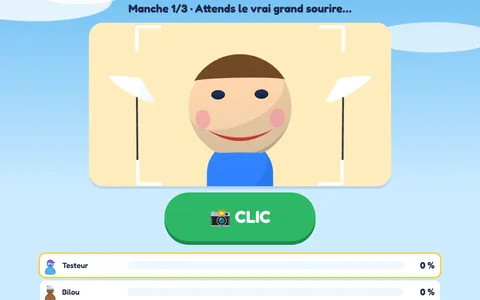 Manche 1/3 · Attends le vrai grand sourire...
CLIC
Testeur 0 %
Bilou 0 %